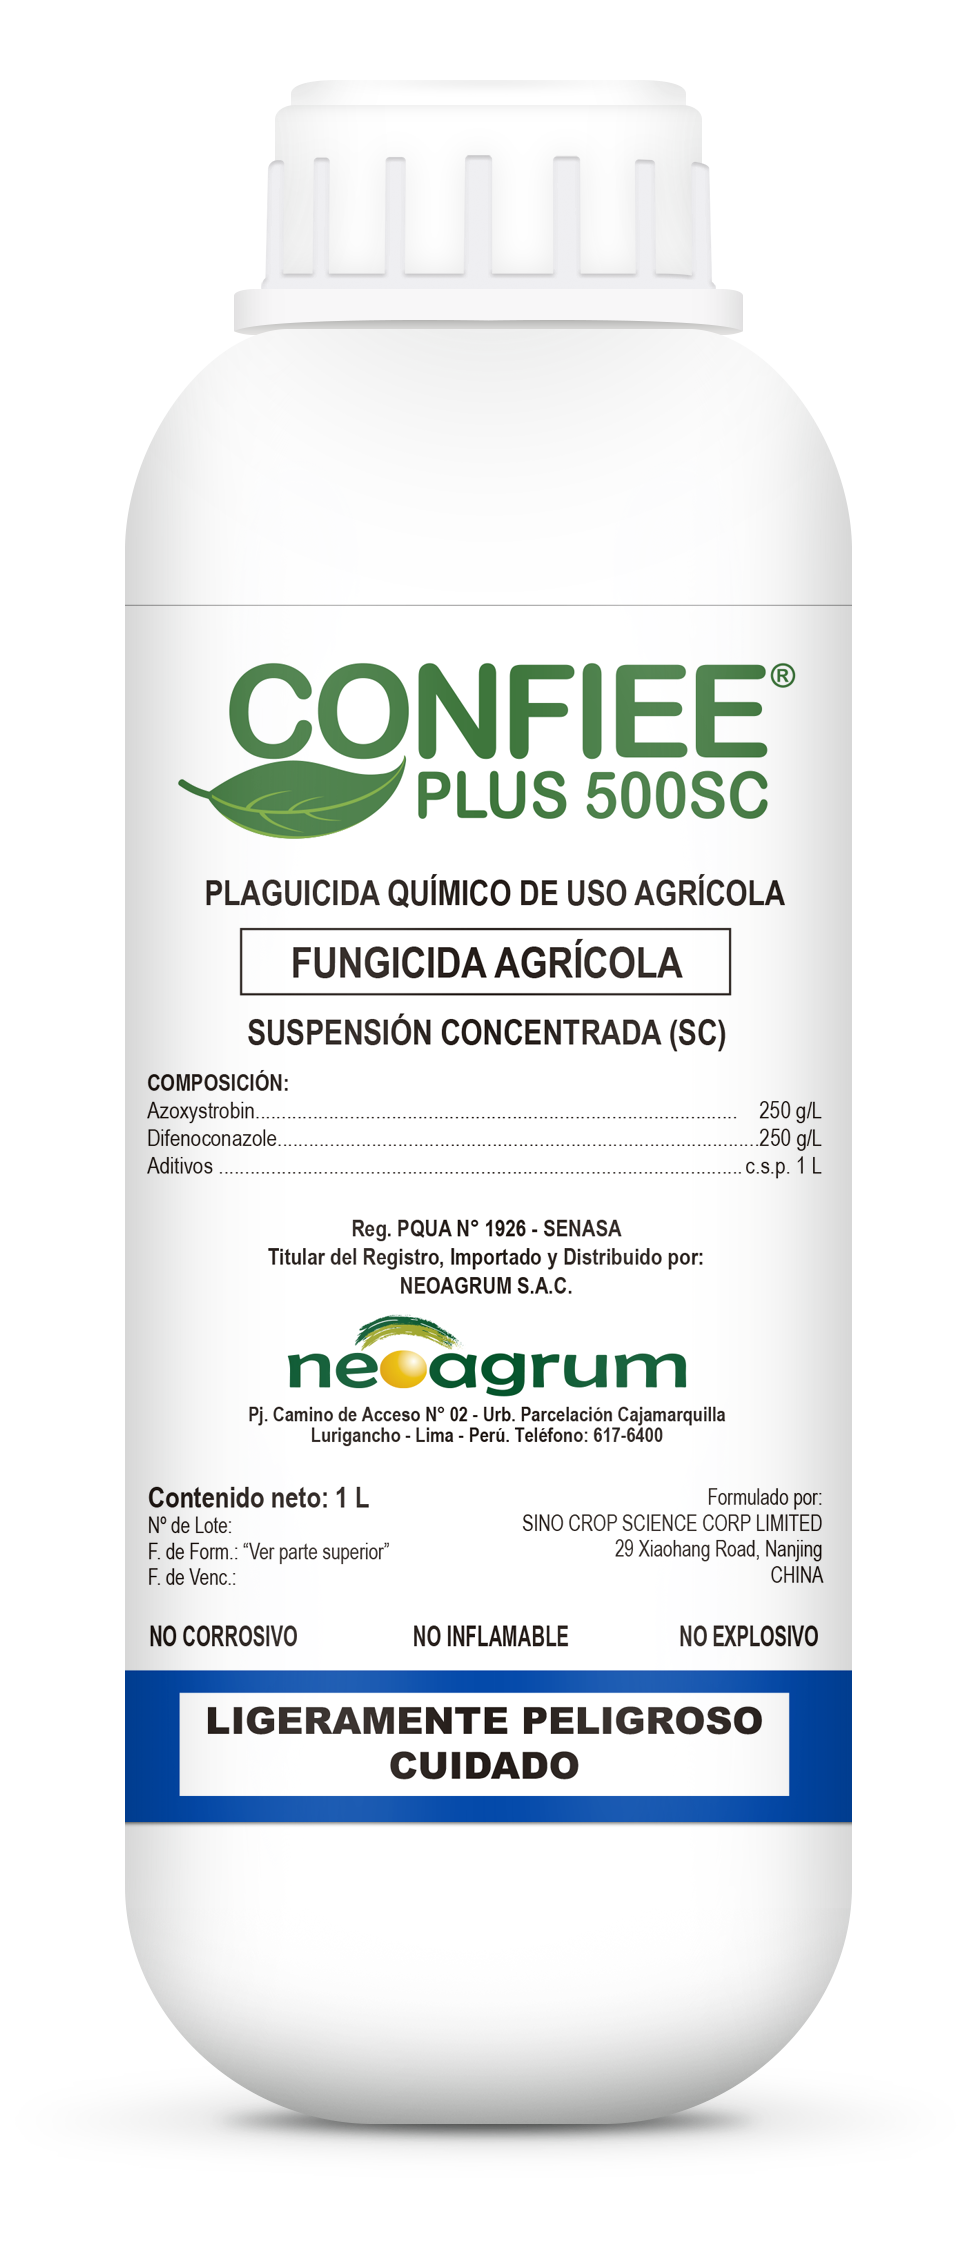 CONFIEE®
PLUS 500SC
PLAGUICIDA QUÍMICO DE USO AGRÍCOLA
FUNGICIDA AGRÍCOLA
SUSPENSIÓN CONCENTRADA (SC)
COMPOSICIÓN:
Azoxystrobin........................................................................................... 250 g/L
Difenoconazole...........................................................................................250 g/L
Aditivos ................................................................................................... c.s.p. 1 L
Reg. PQUA N° 1926 - SENASA
Titular del Registro, Importado y Distribuido por:
NEOAGRUM S.A.C.
neoagrum
Pj. Camino de Acceso N° 02 - Urb. Parcelación Cajamarquilla
Lurigancho - Lima - Perú. Teléfono: 617-6400
Contenido neto: 1 L
Nº de Lote:
F. de Form.: “Ver parte superior”
F. de Venc.:
Formulado por:
SINO CROP SCIENCE CORP LIMITED
29 Xiaohang Road, Nanjing
CHINA
NO CORROSIVO NO INFLAMABLE NO EXPLOSIVO
LIGERAMENTE PELIGROSO
CUIDADO